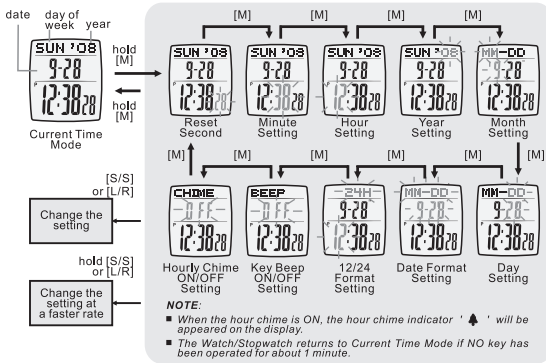 date
day of
week
year
SUN '08
9-28
P 12:38 28
Current Time
Mode
hold
[M]
hold
[M]
[M]
[M]
[M]
[M]
SUN '08
9-28
P 12:38 28
Reset
Second
SUN '08
9-28
P 12:38 28
Minute
Setting
SUN '08
9-28
P 12:38 28
Hour
Setting
SUN '08
9-28
P 12:38 28
Year
Setting
MM-DD
9-28
P 12:38 28
Month
Setting
[M]
[M]
[M]
[M]
[M]
[M]
CHIME
OFF
12:38 28
Hourly Chime
ON/OFF
Setting
BEEP
OFF
P 12:38 28
Key Beep
ON/OFF
Setting
24H
9-28
P 12:38 28
12/24
Format
Setting
MM-DD
9-28
P 12:38 28
Date Format
Setting
MM-DD
9-28
P 12:38 28
Day
Setting
[S/S]
or [L/R]
Change the
setting
hold [S/S]
or [L/R]
Change the
setting at
a faster rate
NOTE:
■ When the hour chime is ON, the hour chime indicator ' 🔔 ' will be
appeared on the display.
■ The Watch/Stopwatch returns to Current Time Mode if NO key has
been operated for about 1 minute.